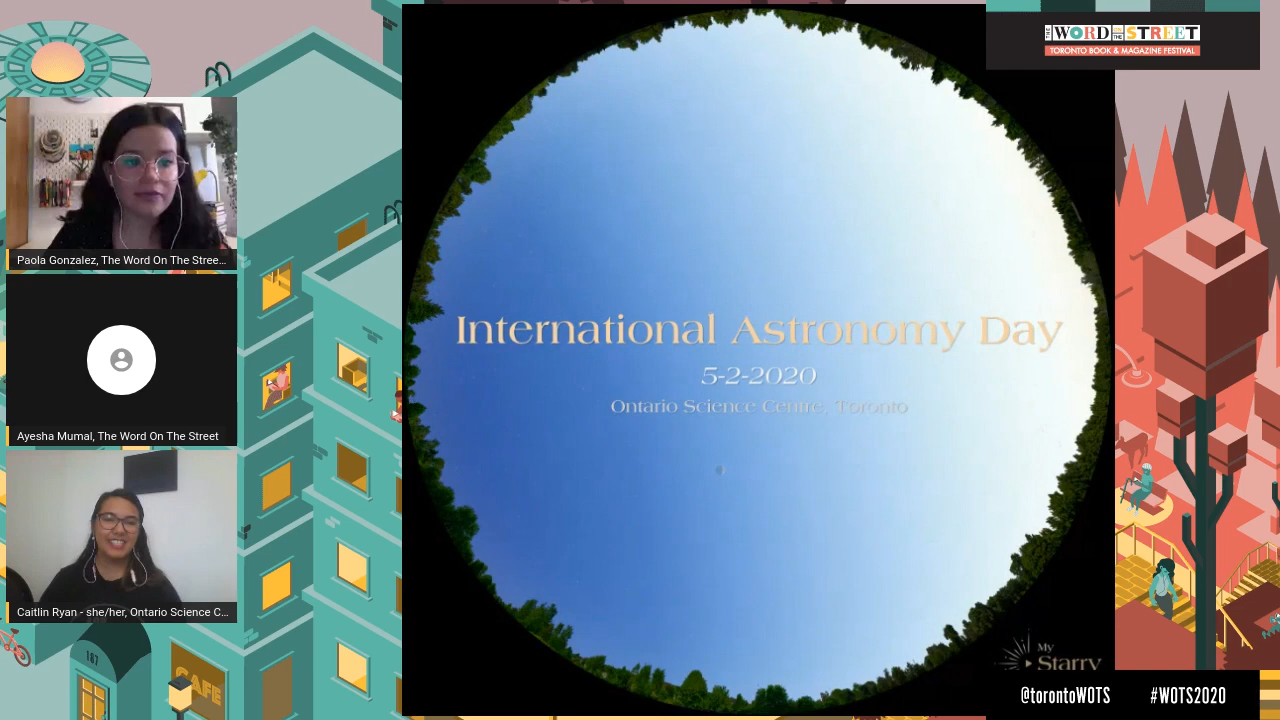 THE WORD ON THE STREET
TORONTO BOOK & MAGAZINE FESTIVAL
Paola Gonzalez, The Word On The Stree...
Ayesha Mumal, The Word On The Street
Caitlin Ryan - she/her, Ontario Science C...
International Astronomy Day
5-2-2020
Ontario Science Centre, Toronto
My
Starry
187
CAFE
@torontoWOTS
#WOTS2020